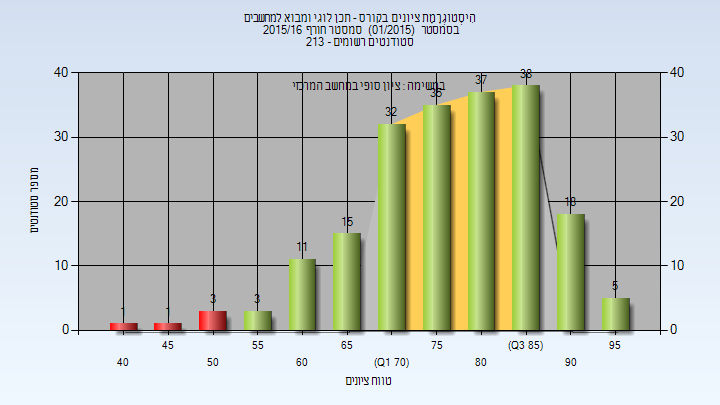 היסטוגרמת ציונים בקורס - תכן לוגי ומבוא למחשבים
בסמסטר (01/2015) סמסטר חורף 2015/16
סטודנטים רשומים - 213
במשימה : ציון סופי במחשב המרכזי
40 40
30 30
20 20
10 10
0 0
1 1 3 3 11 15 32 35 37 38 18 5
מספר סטודנטים
45 55 65 75 (Q3 85) 95
40 50 60 (Q1 70) 80 90
טווח ציונים